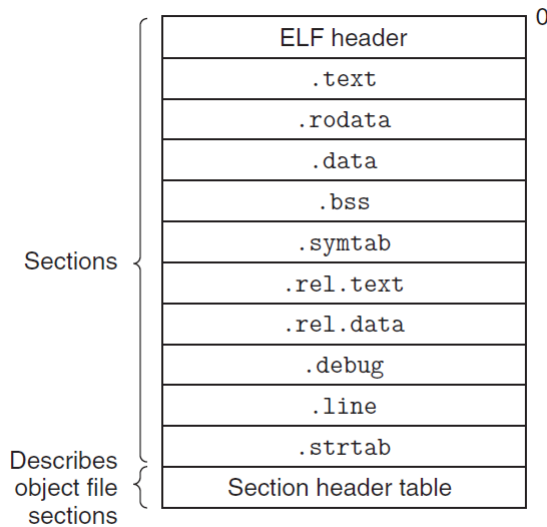 0
ELF header
.text
.rodata
.data
.bss
.symtab
Sections
.rel.text
.rel.data
.debug
.line
.strtab
Describes
object file
sections
Section header table